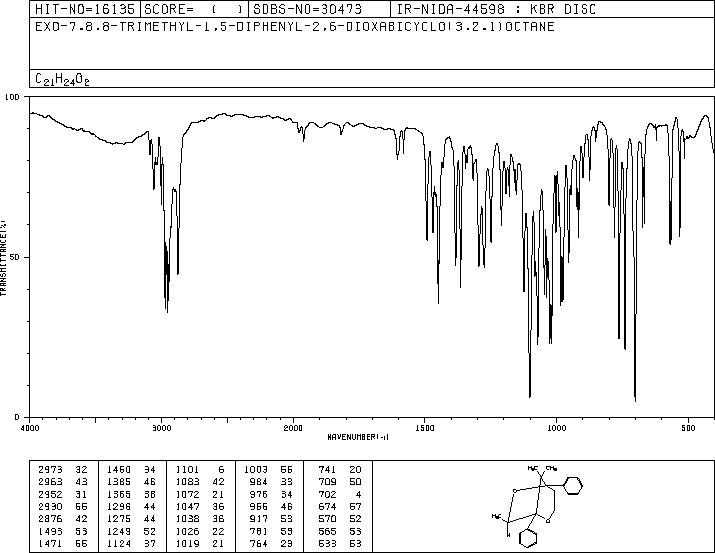 HIT-NO=16135 SCORE= ( ) SDBS-NO=30473 IR-NIDA-44598 : KBR DISC
EXO-7,8,8-TRIMETHYL-1,5-DIPHENYL-2,6-DIOXABICYCLO(3.2.1)OCTANE
C21H24O2
100
50
0
TRANSMITTANCE(%)
4000 3000 2000 1500 1000 500
WAVENUMBER(-1)
2973 32 1460 34 1101 6 1003 66 741 20
2963 43 1385 46 1083 42 984 33 709 50
2952 31 1365 38 1072 21 976 34 702 4
2930 66 1296 44 1047 36 966 46 674 67
2876 42 1275 44 1038 36 917 53 570 52
1493 53 1249 52 1026 22 781 59 565 53
1471 66 1124 37 1019 21 764 29 533 63
H3C CH3
O
H3C
O
H